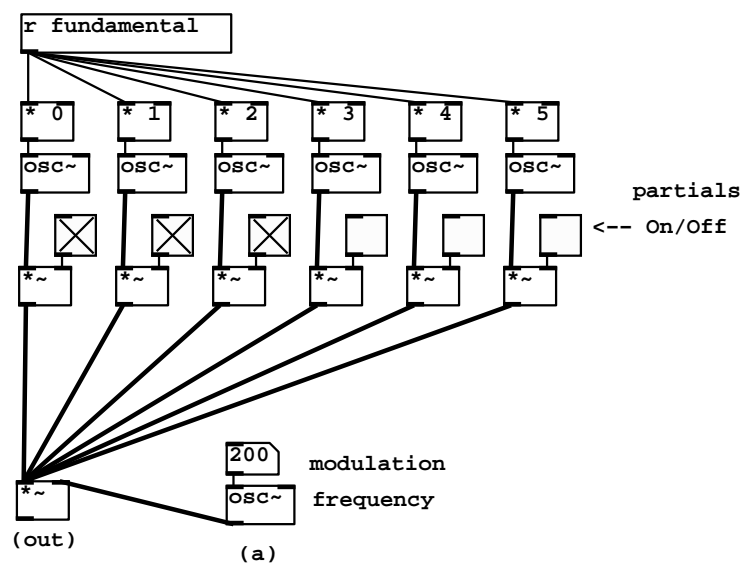 r fundamental
* 0 * 1 * 2 * 3 * 4 * 5
osc~ osc~ osc~ osc~ osc~ osc~
partials
<-- On/Off
*~ *~ *~ *~ *~ *~
200
modulation
*~ osc~ frequency
(out)
(a)